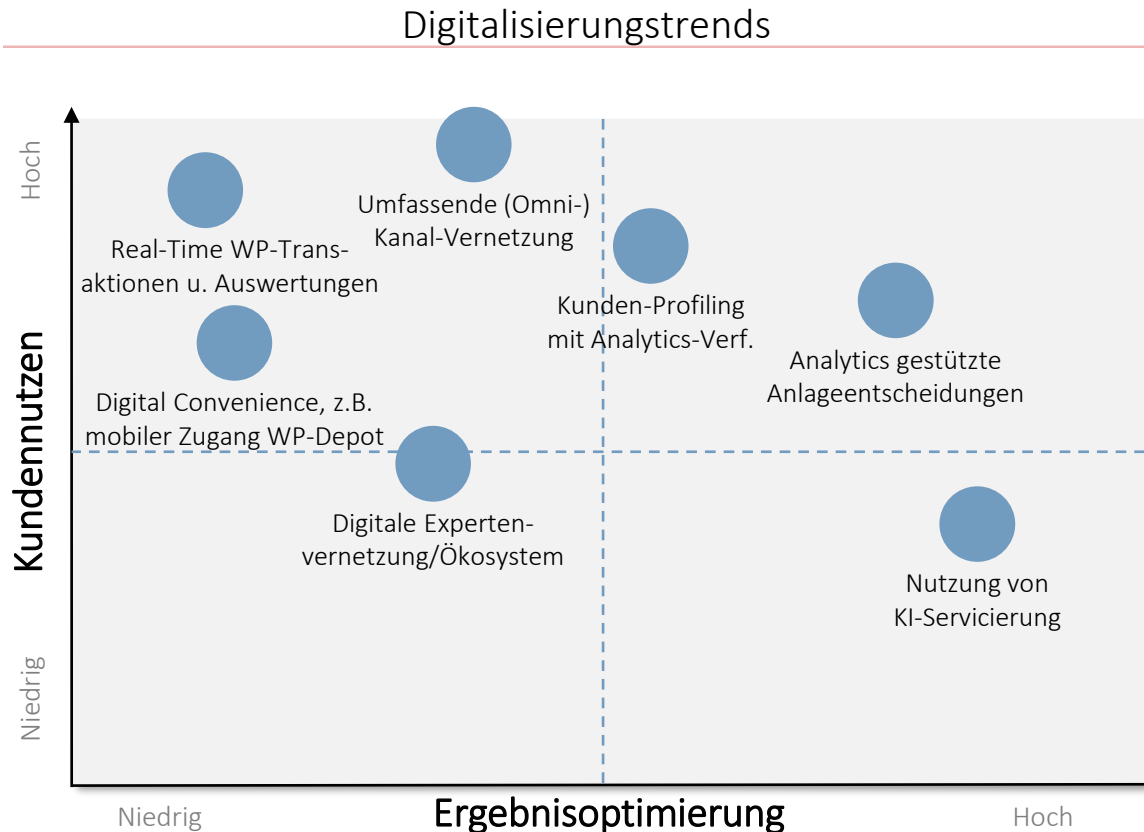 Digitalisierungstrends
Hoch
Umfassende (Omni-)
Kanal-Vernetzung
Real-Time WP-Trans-
aktionen u. Auswertungen
Kunden-Profiling
mit Analytics-Verf.
Analytics gestützte
Anlageentscheidungen
Digital Convenience, z.B.
mobiler Zugang WP-Depot
Kundennutzen
Digitale Experten-
vernetzung/Ökosystem
Nutzung von
KI-Servicierung
Niedrig
Niedrig
Ergebnisoptimierung
Hoch